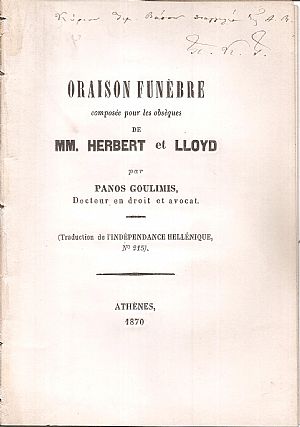 ORAISON FUNÈBRE
composée pour les obsèques
DE
MM. HERBERT et LLOYD
par
PANOS GOULIMIS,
Docteur en droit et avocat.
(Traduction de l'INDÉPENDANCE HELLÉNIQUE,
Nº 215).
ATHÈNES,
1870